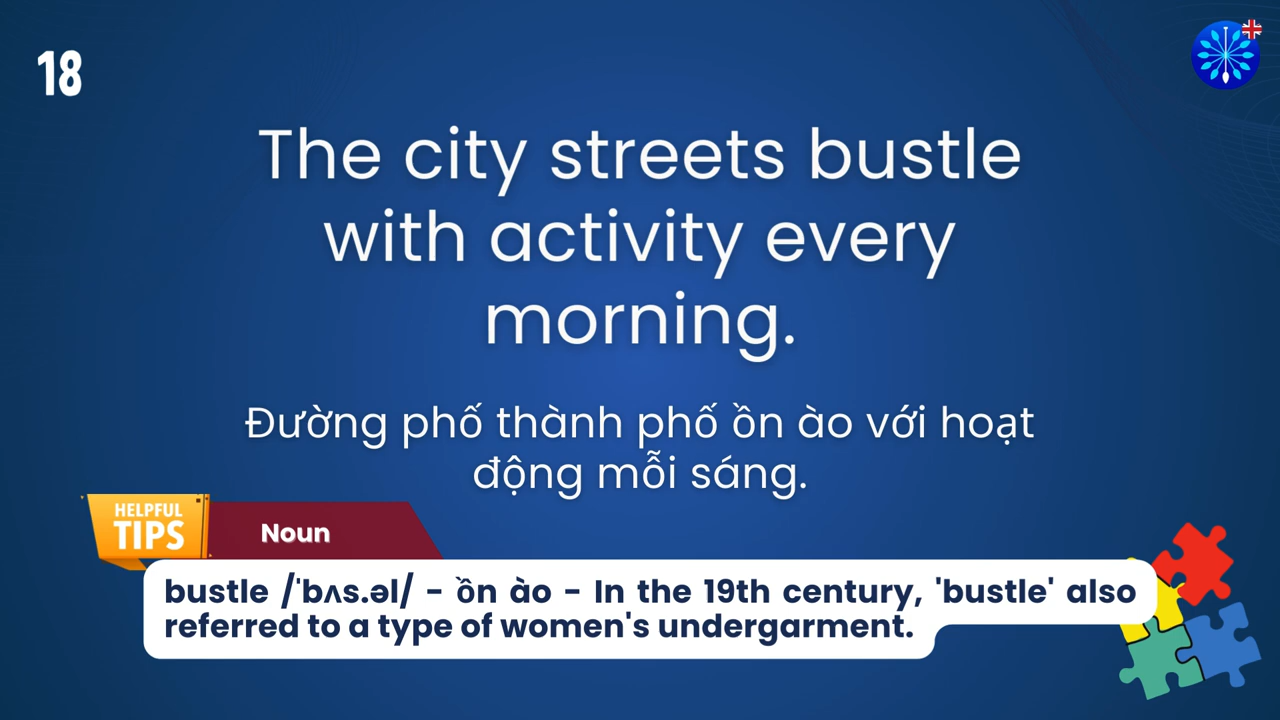 18
The city streets bustle
with activity every
morning.
Đường phố thành phố ồn ào với hoạt
động mỗi sáng.
HELPFUL
TIPS
Noun
bustle /ˈbʌs.əl/ - ồn ào - In the 19th century, 'bustle' also
referred to a type of women's undergarment.